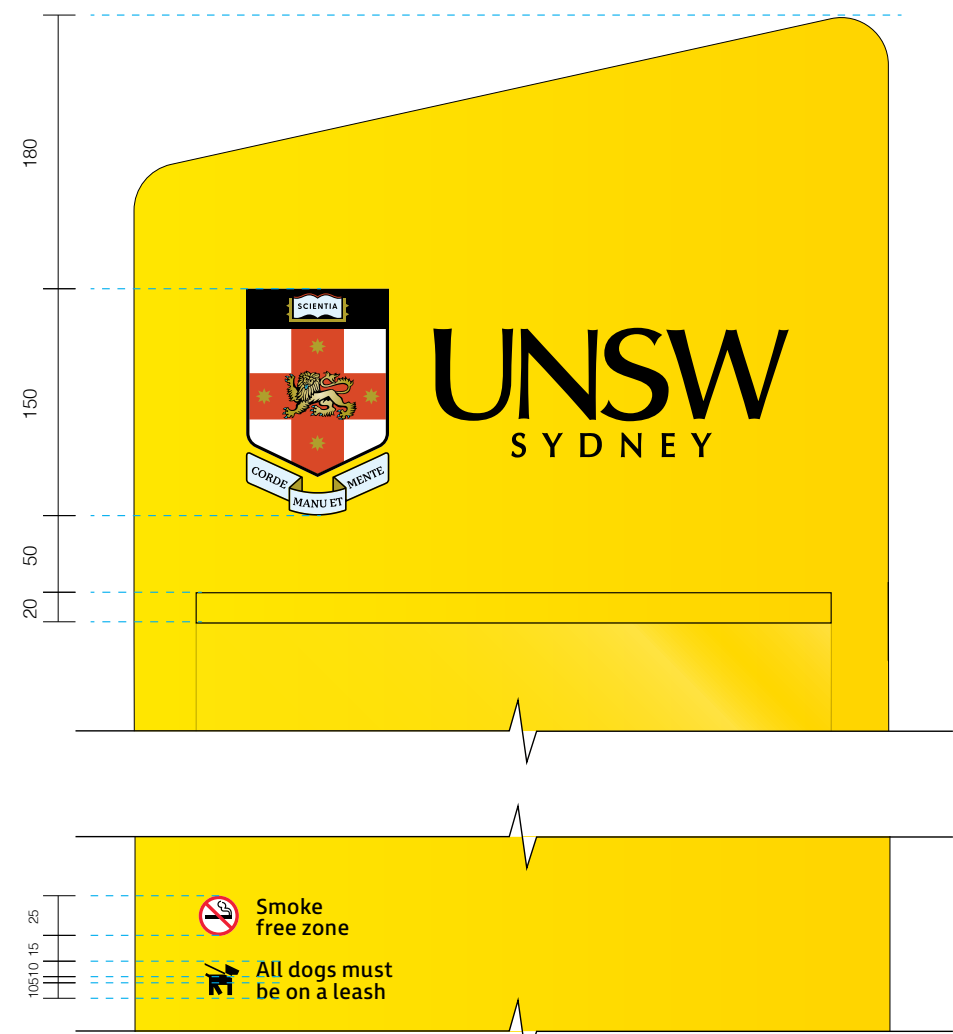 180
SCIENTIA
150
UNSW
SYDNEY
CORDE
MANU ET
MENTE
50
20
25
Smoke
free zone
15
10
All dogs must
5
be on a leash
10